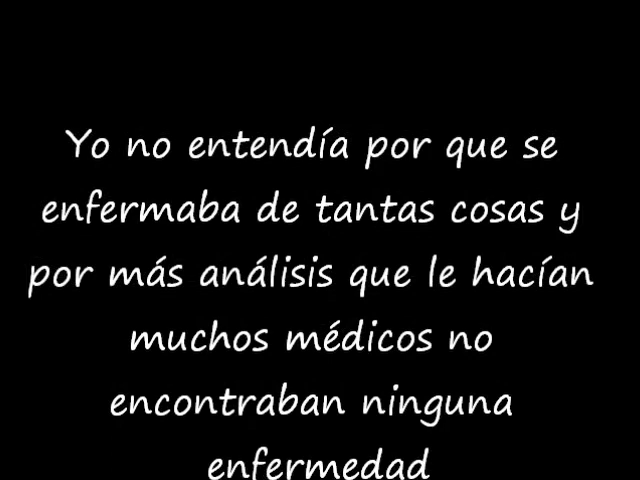 Yo no entendía por que se
enfermaba de tantas cosas y
por más análisis que le hacían
muchos médicos no
encontraban ninguna
enfermedad